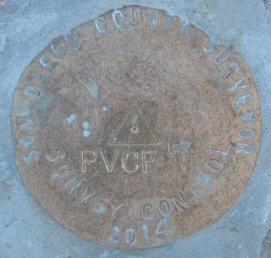 SAN DIEGO COUNTY SURVEYOR
PVCF
SURVEY CONTROL
2014